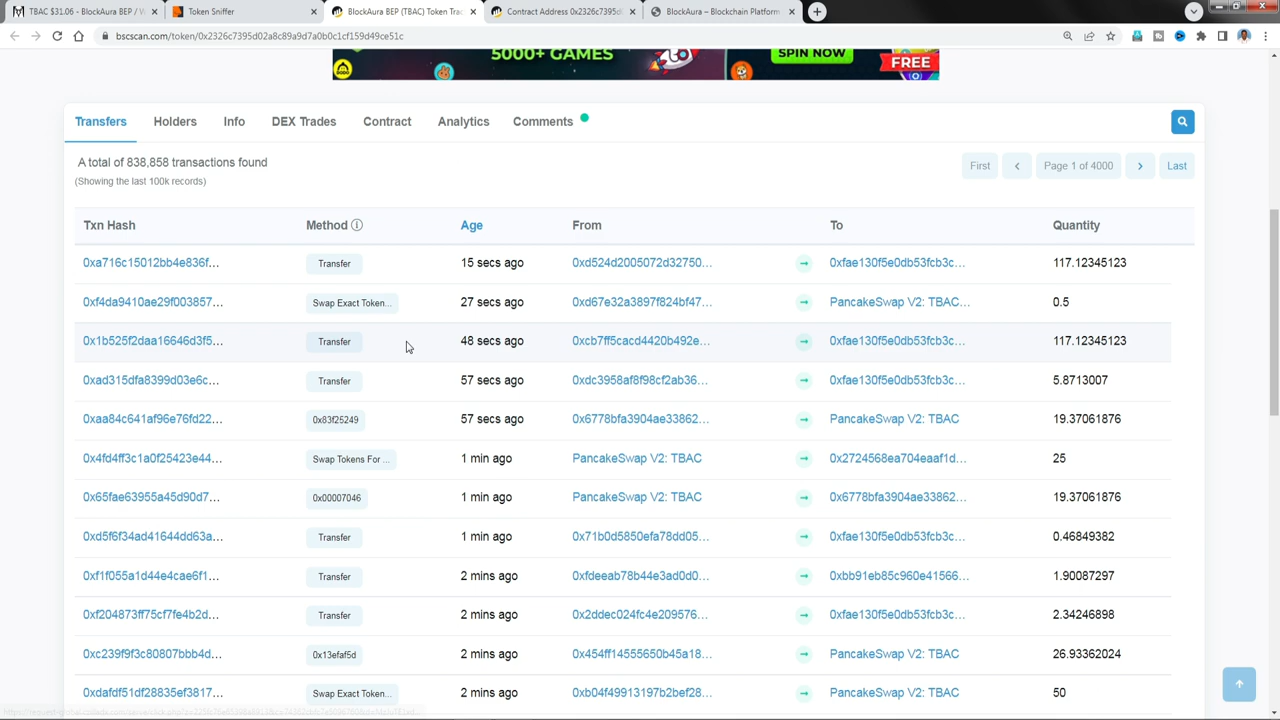 TBAC $31.06 - BlockAura BEP / W
Token Sniffer
BlockAura BEP (TBAC) Token Trac
Contract Address 0x2326c7395d
BlockAura – Blockchain Platform
bscscan.com/token/0x2326c7395d02a8c89a9d7a0b0c1cf159d49ce51c
DODO
5000+ GAMES
SPIN NOW
FREE
Transfers Holders Info DEX Trades Contract Analytics Comments
A total of 838,858 transactions found
(Showing the last 100k records)
First Page 1 of 4000 Last
Txn Hash Method Age From To Quantity
0xa716c15012bb4e836f... Transfer 15 secs ago 0xd524d2005072d32750... 0xfae130f5e0db53fcb3c... 117.12345123
0xf4da9410ae29f003857... Swap Exact Token... 27 secs ago 0xd67e32a3897f824bf47... PancakeSwap V2: TBAC... 0.5
0x1b525f2daa16646d3f5... Transfer 48 secs ago 0xcb7ff5cacd4420b492e... 0xfae130f5e0db53fcb3c... 117.12345123
0xad315dfa8399d03e6c... Transfer 57 secs ago 0xdc3958af8f98cf2ab36... 0xfae130f5e0db53fcb3c... 5.8713007
0xaa84c641af96e76fd22... 0x83f25249 57 secs ago 0x6778bfa3904ae33862... PancakeSwap V2: TBAC 19.37061876
0x4fd4ff3c1a0f25423e44... Swap Tokens For ... 1 min ago PancakeSwap V2: TBAC 0x2724568ea704eaaf1d... 25
0x65fae63955a45d90d7... 0x00007046 1 min ago PancakeSwap V2: TBAC 0x6778bfa3904ae33862... 19.37061876
0xd5f6f34ad41644dd63a... Transfer 1 min ago 0x71b0d5850efa78dd05... 0xfae130f5e0db53fcb3c... 0.46849382
0xf1f055a1d44e4cae6f1... Transfer 2 mins ago 0xfdeeab78b44e3ad0d0... 0xbb91eb85c960e41566... 1.90087297
0xf204873ff75cf7fe4b2d... Transfer 2 mins ago 0x2ddec024fc4e209576... 0xfae130f5e0db53fcb3c... 2.34246898
0xc239f9f3c80807bbb4d... 0x13efaf5d 2 mins ago 0x454ff14555650b45a18... PancakeSwap V2: TBAC 26.93362024
0xdafdf51df28835ef3817... Swap Exact Token... 2 mins ago 0xb04f49913197b2bef28... PancakeSwap V2: TBAC 50